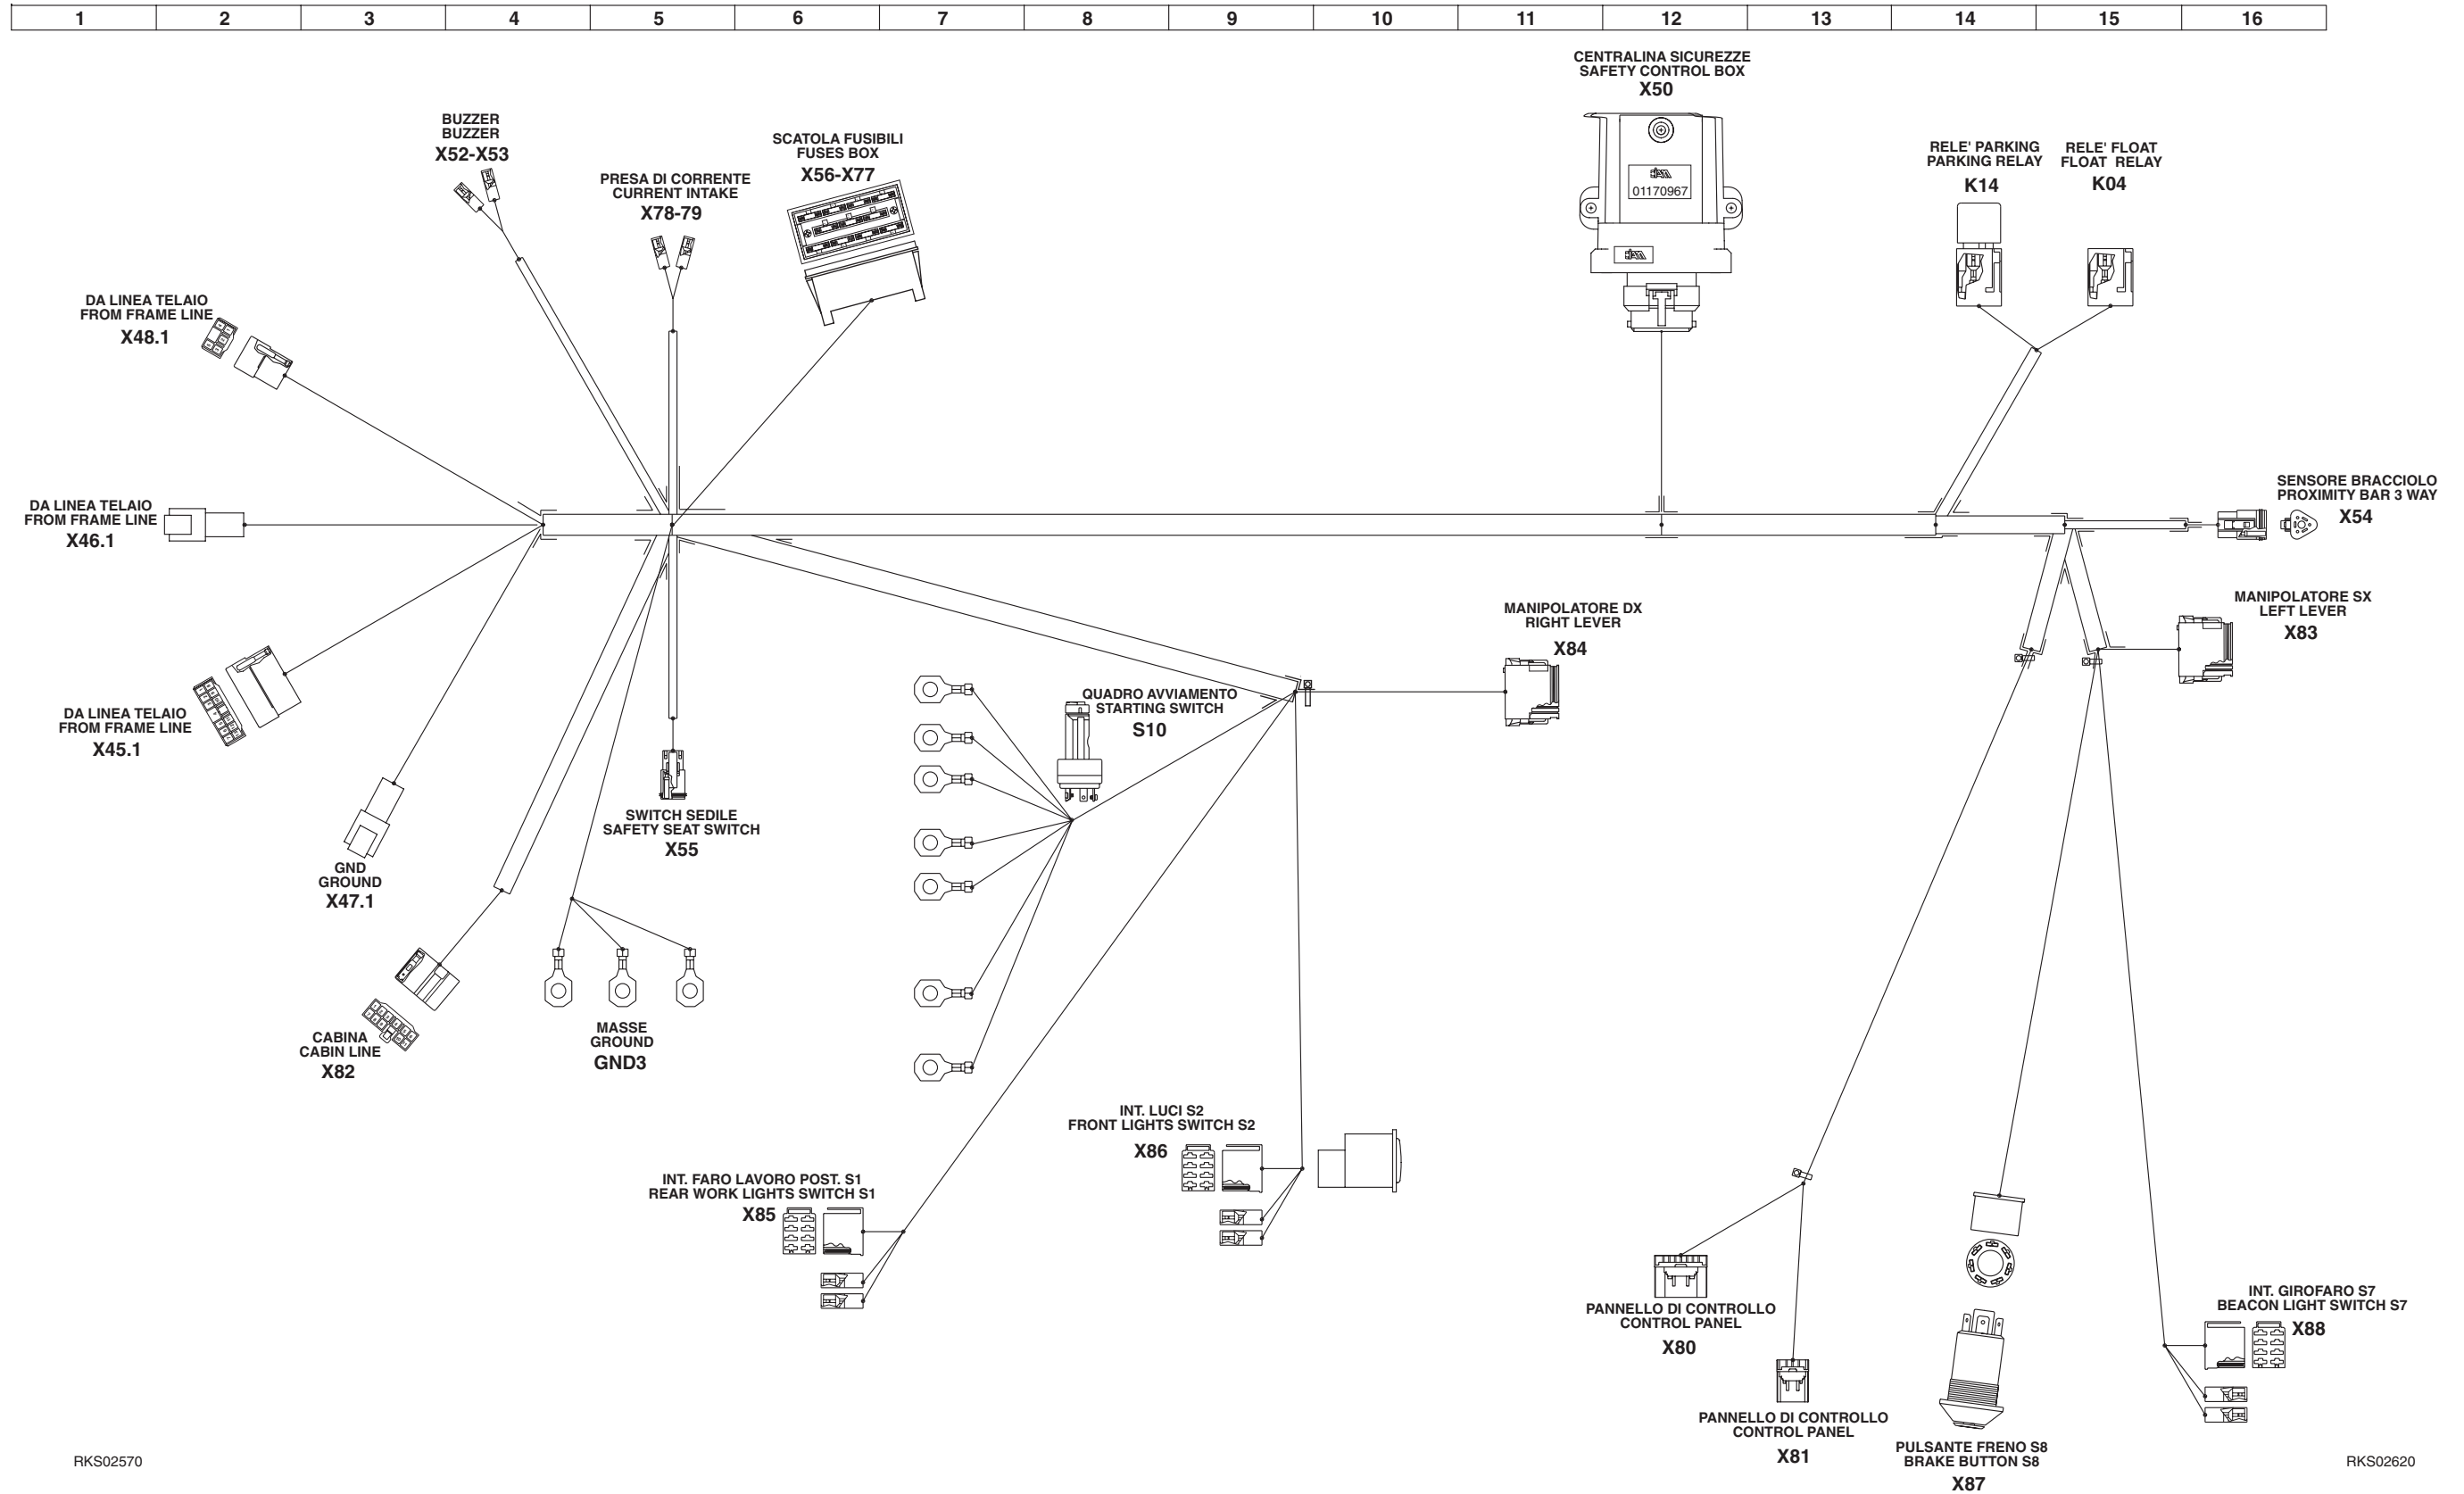 1 2 3 4 5 6 7 8 9 10 11 12 13 14 15 16
CENTRALINA SICUREZZE
SAFETY CONTROL BOX
X50
01170967
BUZZER
BUZZER
X52-X53
SCATOLA FUSIBILI
FUSES BOX
X56-X77
PRESA DI CORRENTE
CURRENT INTAKE
X78-79
RELE' PARKING
PARKING RELAY
K14
RELE' FLOAT
FLOAT RELAY
K04
DA LINEA TELAIO
FROM FRAME LINE
X48.1
DA LINEA TELAIO
FROM FRAME LINE
X46.1
SENSORE BRACCIOLO
PROXIMITY BAR 3 WAY
X54
MANIPOLATORE DX
RIGHT LEVER
X84
MANIPOLATORE SX
LEFT LEVER
X83
DA LINEA TELAIO
FROM FRAME LINE
X45.1
QUADRO AVVIAMENTO
STARTING SWITCH
S10
SWITCH SEDILE
SAFETY SEAT SWITCH
X55
GND
GROUND
X47.1
CABINA
CABIN LINE
X82
MASSE
GROUND
GND3
INT. LUCI S2
FRONT LIGHTS SWITCH S2
X86
INT. FARO LAVORO POST. S1
REAR WORK LIGHTS SWITCH S1
X85
PANNELLO DI CONTROLLO
CONTROL PANEL
X80
INT. GIROFARO S7
BEACON LIGHT SWITCH S7
X88
PANNELLO DI CONTROLLO
CONTROL PANEL
X81
PULSANTE FRENO S8
BRAKE BUTTON S8
X87
RKS02570
RKS02620